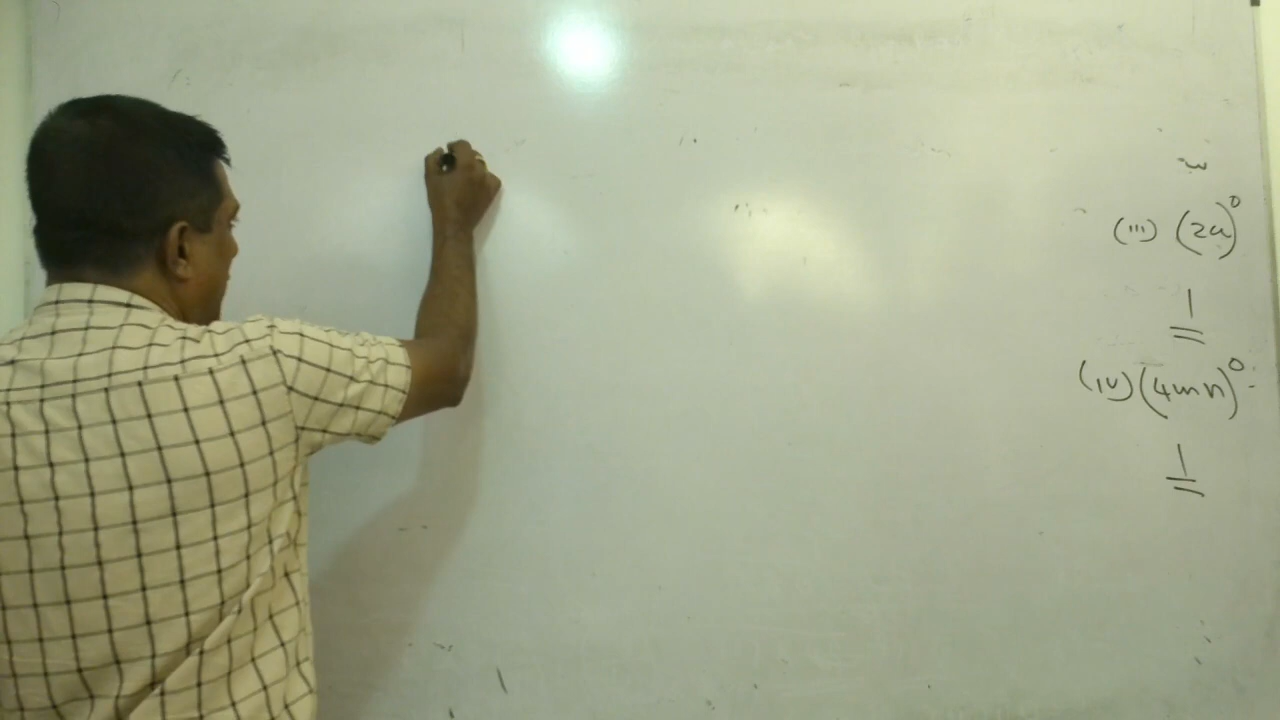 (iii) (2a)⁰
1
(iv) (4mn)⁰
1